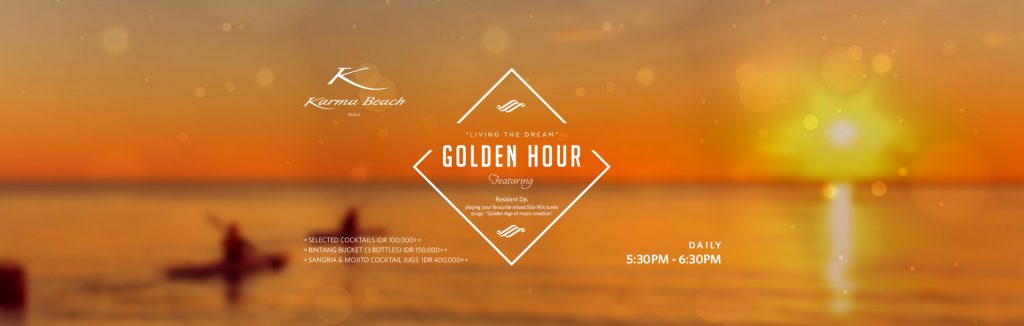 K
Karma Beach
BALI
"LIVING THE DREAM"
GOLDEN HOUR
Featuring
Resident Djs
playing your favourite mixed 50s-90s tunes
songs "Golden Age of music creation"
• SELECTED COCKTAILS IDR 100,000++
• BINTANG BUCKET (3 BOTTLES) IDR 150,000++
• SANGRIA & MOJITO COCKTAIL JUGS IDR 400,000++
DAILY
5:30PM - 6:30PM